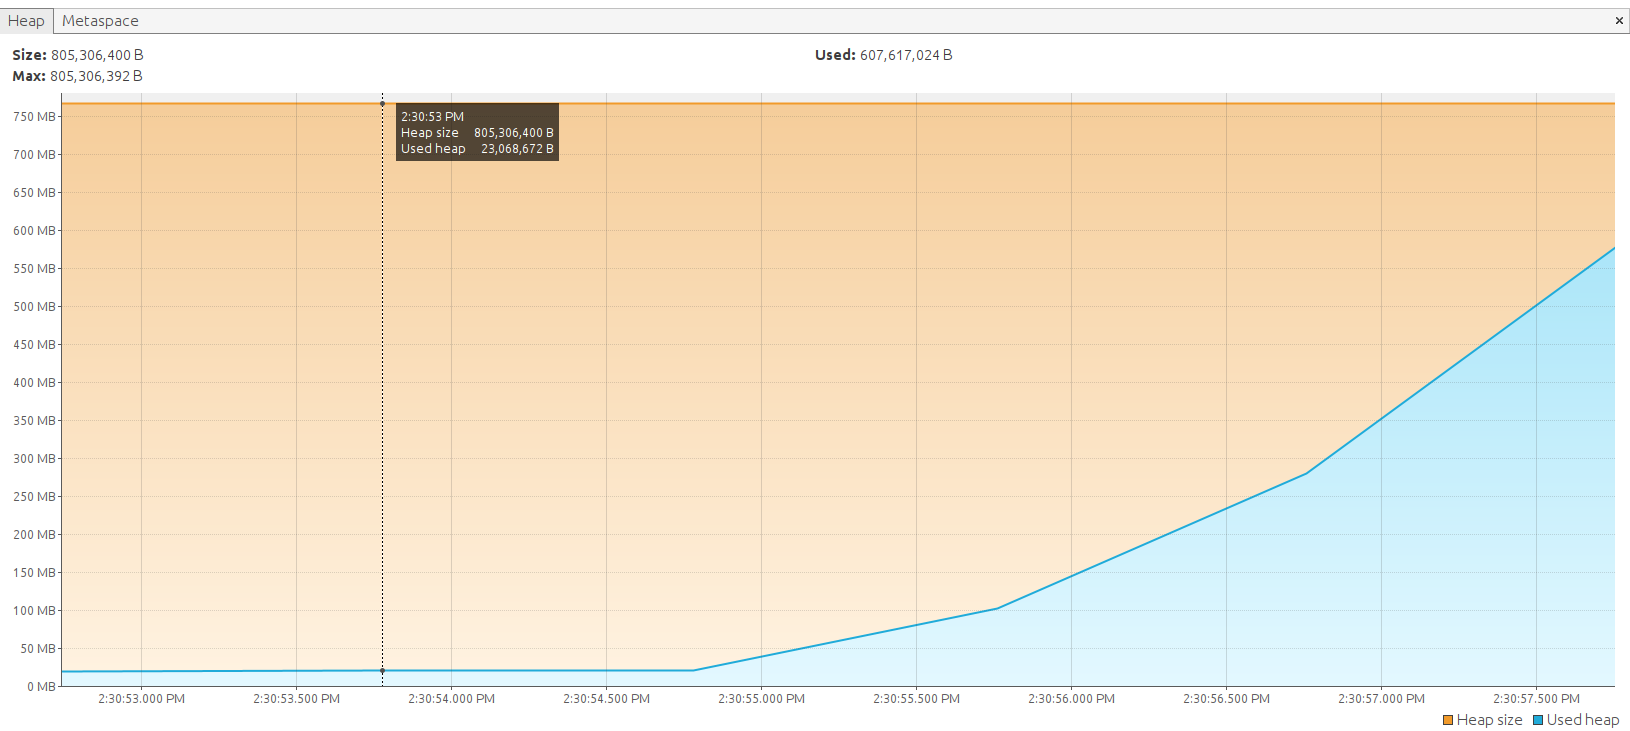 Heap Metaspace ×
Size: 805,306,400 B Used: 607,617,024 B
Max: 805,306,392 B
750 MB
700 MB
650 MB
600 MB
550 MB
500 MB
450 MB
400 MB
350 MB
300 MB
250 MB
200 MB
150 MB
100 MB
50 MB
0 MB
2:30:53 PM
Heap size 805,306,400 B
Used heap 23,068,672 B
2:30:53.000 PM 2:30:53.500 PM 2:30:54.000 PM 2:30:54.500 PM 2:30:55.000 PM 2:30:55.500 PM 2:30:56.000 PM 2:30:56.500 PM 2:30:57.000 PM 2:30:57.500 PM
Heap size Used heap